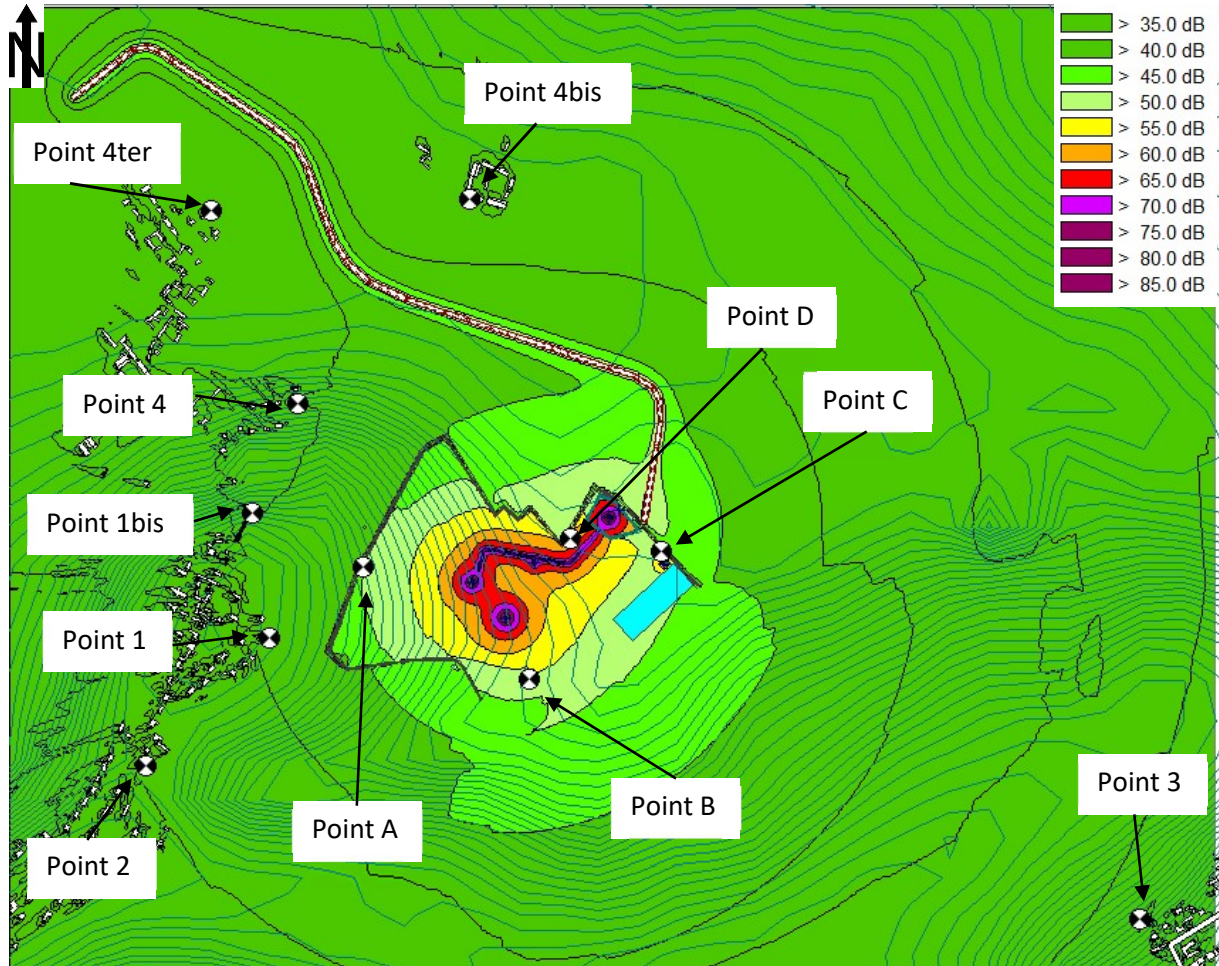 N
> 35.0 dB
> 40.0 dB
> 45.0 dB
> 50.0 dB
> 55.0 dB
> 60.0 dB
> 65.0 dB
> 70.0 dB
> 75.0 dB
> 80.0 dB
> 85.0 dB
Point 4bis
Point 4ter
Point D
Point 4
Point C
Point 1bis
Point 1
Point 3
Point B
Point A
Point 2